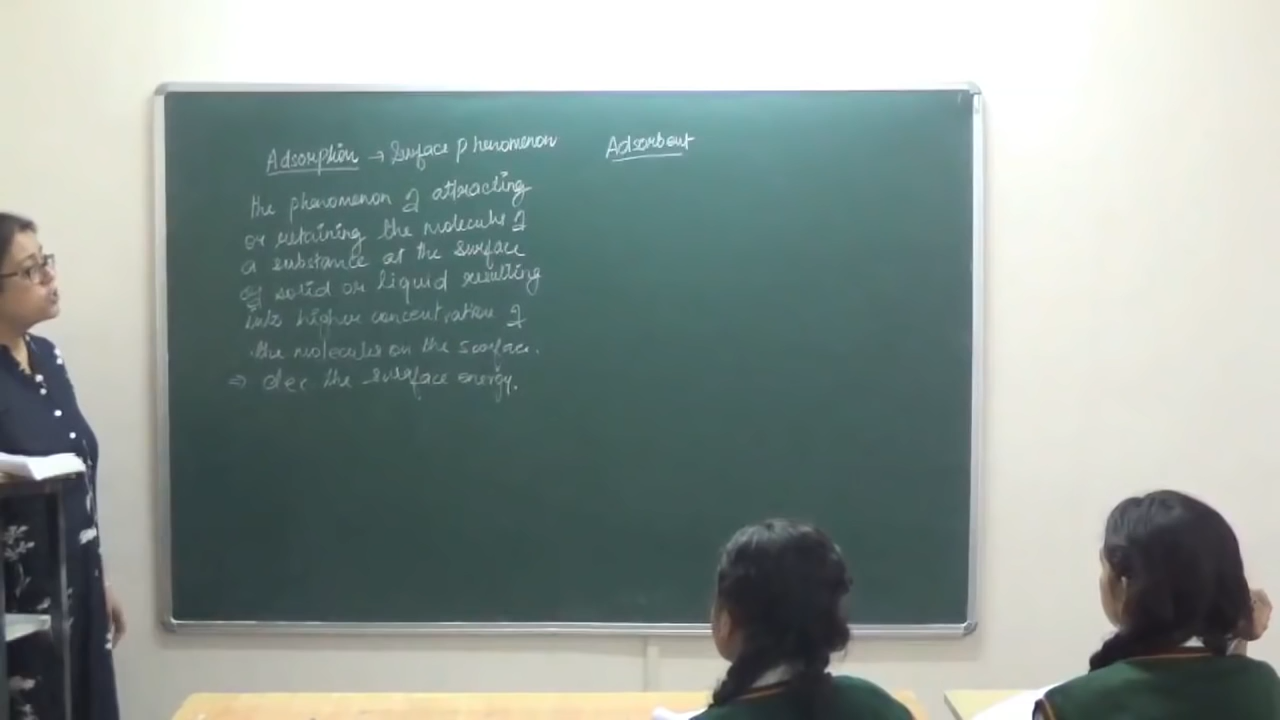 Adsorption → Surface phenomenon
the phenomenon of attracting
or retaining the molecule of
a substance at the surface
of solid or liquid resulting
into higher concentration of
the molecules on the surface.
⇒ dec the surface energy.
Adsorbent